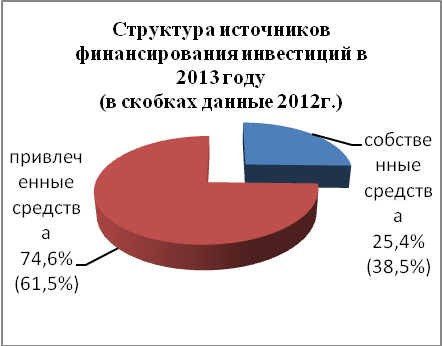 Структура источников
финансирования инвестиций в
2013 году
(в скобках данные 2012г.)
привлеч
енные
средств
а
74,6%
(61,5%)
собстве
нные
средств
а
25,4%
(38,5%)